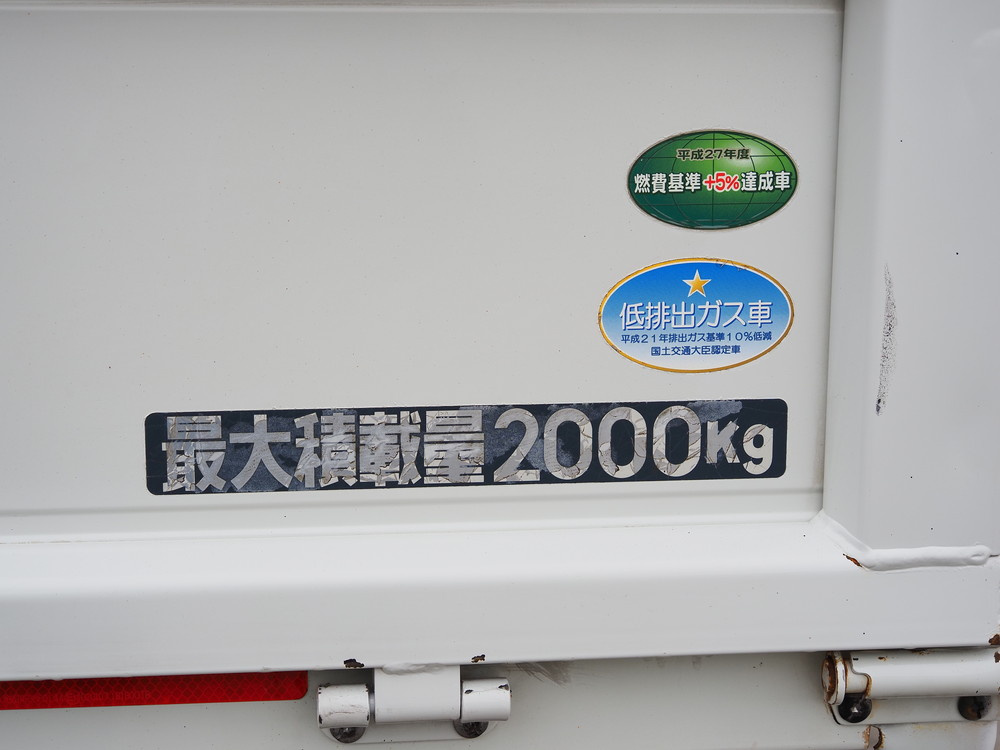 平成27年度
燃費基準+5%達成車
低排出ガス車
平成21年排出ガス基準10%低減
国土交通大臣認定車
最大積載量2000Kg